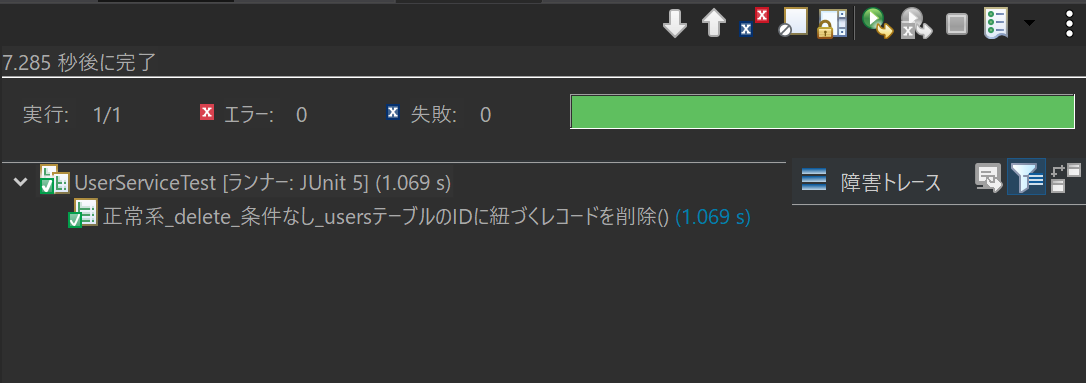 7.285 秒後に完了
実行: 1/1 エラー: 0 失敗: 0
UserServiceTest [ランナー: JUnit 5] (1.069 s)
障害トレース
正常系_delete_条件なし_usersテーブルのIDに紐づくレコードを削除() (1.069 s)